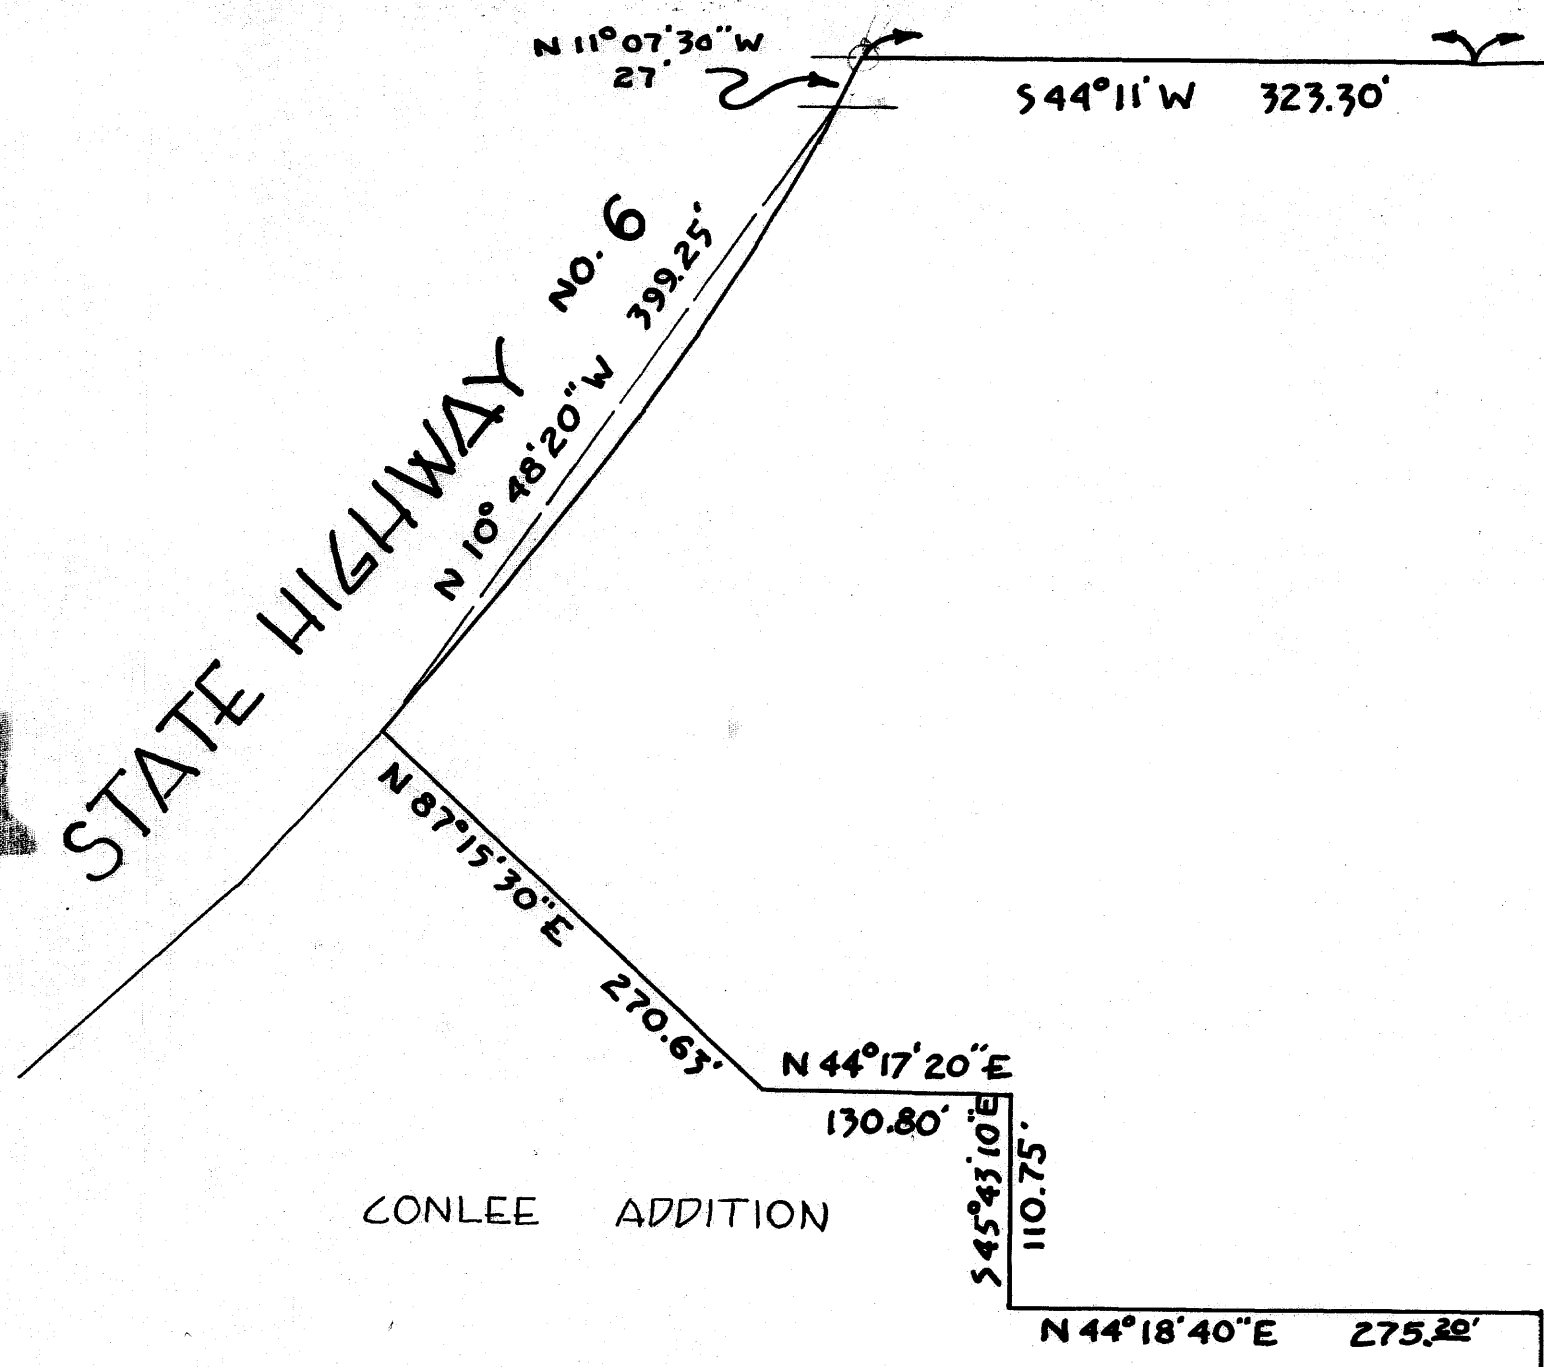 N 11°07'30"W
27'
S 44°11' W 323.30'
STATE HIGHWAY NO. 6
N 10° 48'20"W 399.25'
N 87°15'30"E 270.63'
N 44°17'20"E
130.80'
S 45°43'10"E
110.75'
CONLEE ADDITION
N 44°18'40"E 275.20'